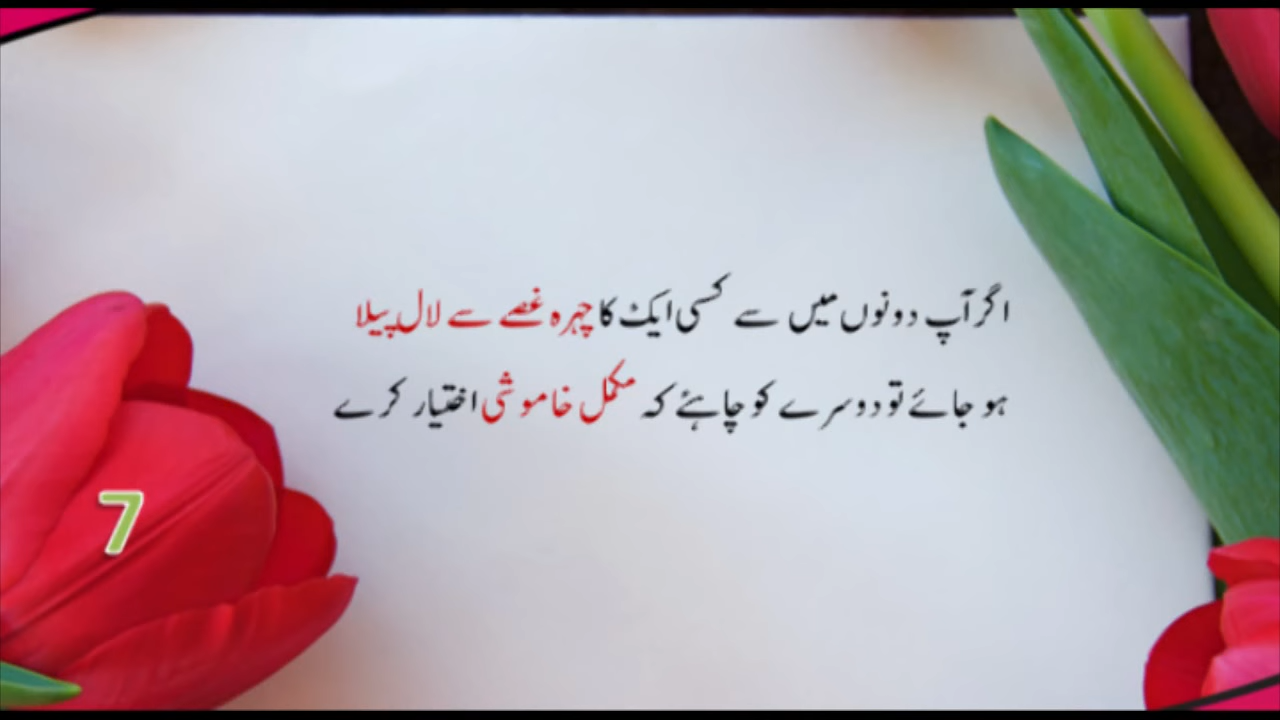 اگر آپ دونوں میں سے کسی ایک کا چہرہ غصے سے لال پیلا
ہو جائے تو دوسرے کو چاہئے کہ مکمل خاموشی اختیار کرے
7